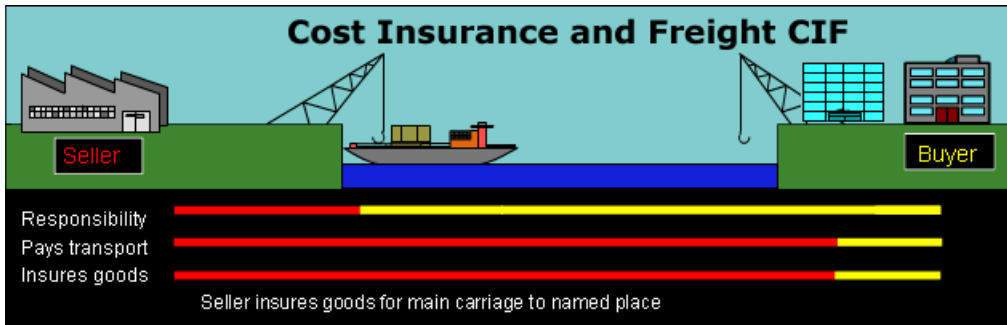 Cost Insurance and Freight CIF
Seller
Buyer
Responsibility
Pays transport
Insures goods
Seller insures goods for main carriage to named place